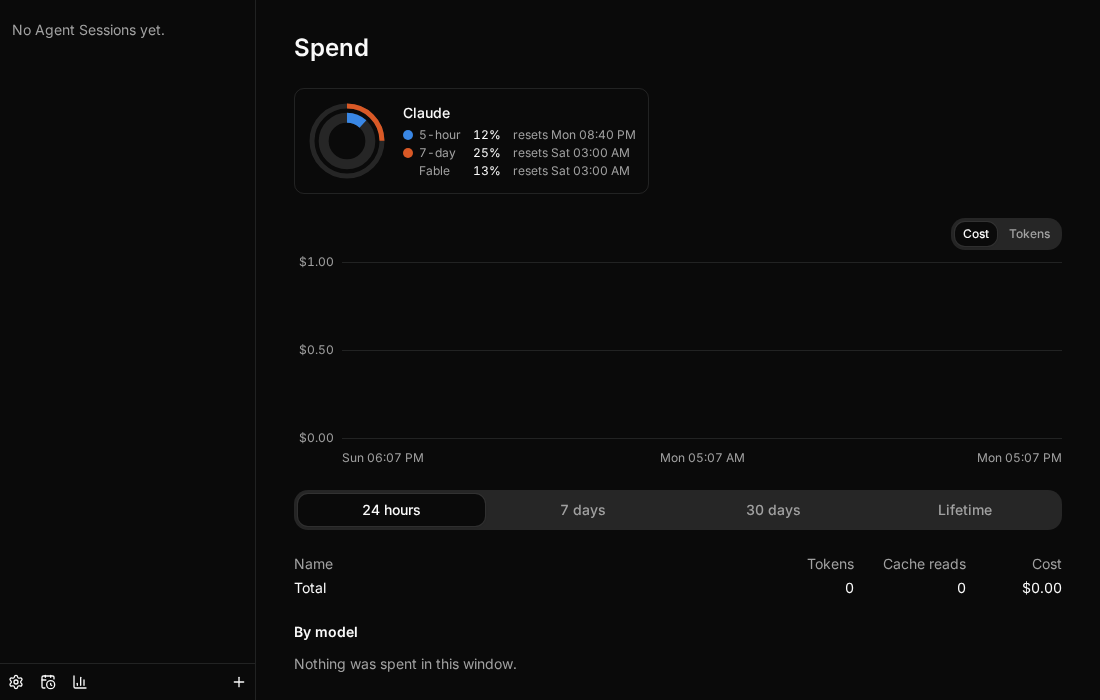 No Agent Sessions yet.
Spend
Claude
5-hour 12% resets Mon 08:40 PM
7-day 25% resets Sat 03:00 AM
Fable 13% resets Sat 03:00 AM
Cost Tokens
$1.00
$0.50
$0.00
Sun 06:07 PM Mon 05:07 AM Mon 05:07 PM
24 hours 7 days 30 days Lifetime
Name Tokens Cache reads Cost
Total 0 0 $0.00
By model
Nothing was spent in this window.